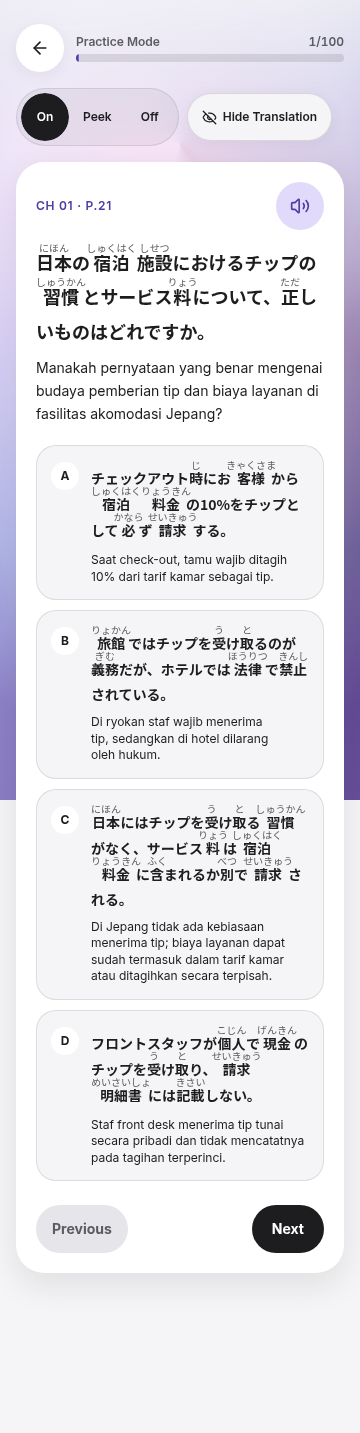 Practice Mode 1/100
On Peek Off Hide Translation
CH 01 · P.21
にほん しゅくはく しせつ
日本の宿泊施設におけるチップの
しゅうかん りょう ただ
習慣とサービス料について、正し
いものはどれですか。
Manakah pernyataan yang benar mengenai
budaya pemberian tip dan biaya layanan di
fasilitas akomodasi Jepang?
A
じ きゃくさま
チェックアウト時にお客様から
しゅくはくりょうきん
宿泊料金の10%をチップと
かなら せいきゅう
して必ず請求する。
Saat check-out, tamu wajib ditagih
10% dari tarif kamar sebagai tip.
B
りょかん う と
旅館ではチップを受け取るのが
ぎむ ほうりつ きんし
義務だが、ホテルでは法律で禁止
されている。
Di ryokan staf wajib menerima
tip, sedangkan di hotel dilarang
oleh hukum.
C
にほん う と しゅうかん
日本にはチップを受け取る習慣
りょう しゅくはく
がなく、サービス料は宿泊
りょうきん ふく べつ せいきゅう
料金に含まれるか別で請求さ
れる。
Di Jepang tidak ada kebiasaan
menerima tip; biaya layanan dapat
sudah termasuk dalam tarif kamar
atau ditagihkan secara terpisah.
D
こじん げんきん
フロントスタッフが個人で現金の
う と せいきゅう
チップを受け取り、請求
めいさいしょ きさい
明細書には記載しない。
Staf front desk menerima tip tunai
secara pribadi dan tidak mencatatnya
pada tagihan terperinci.
Previous Next